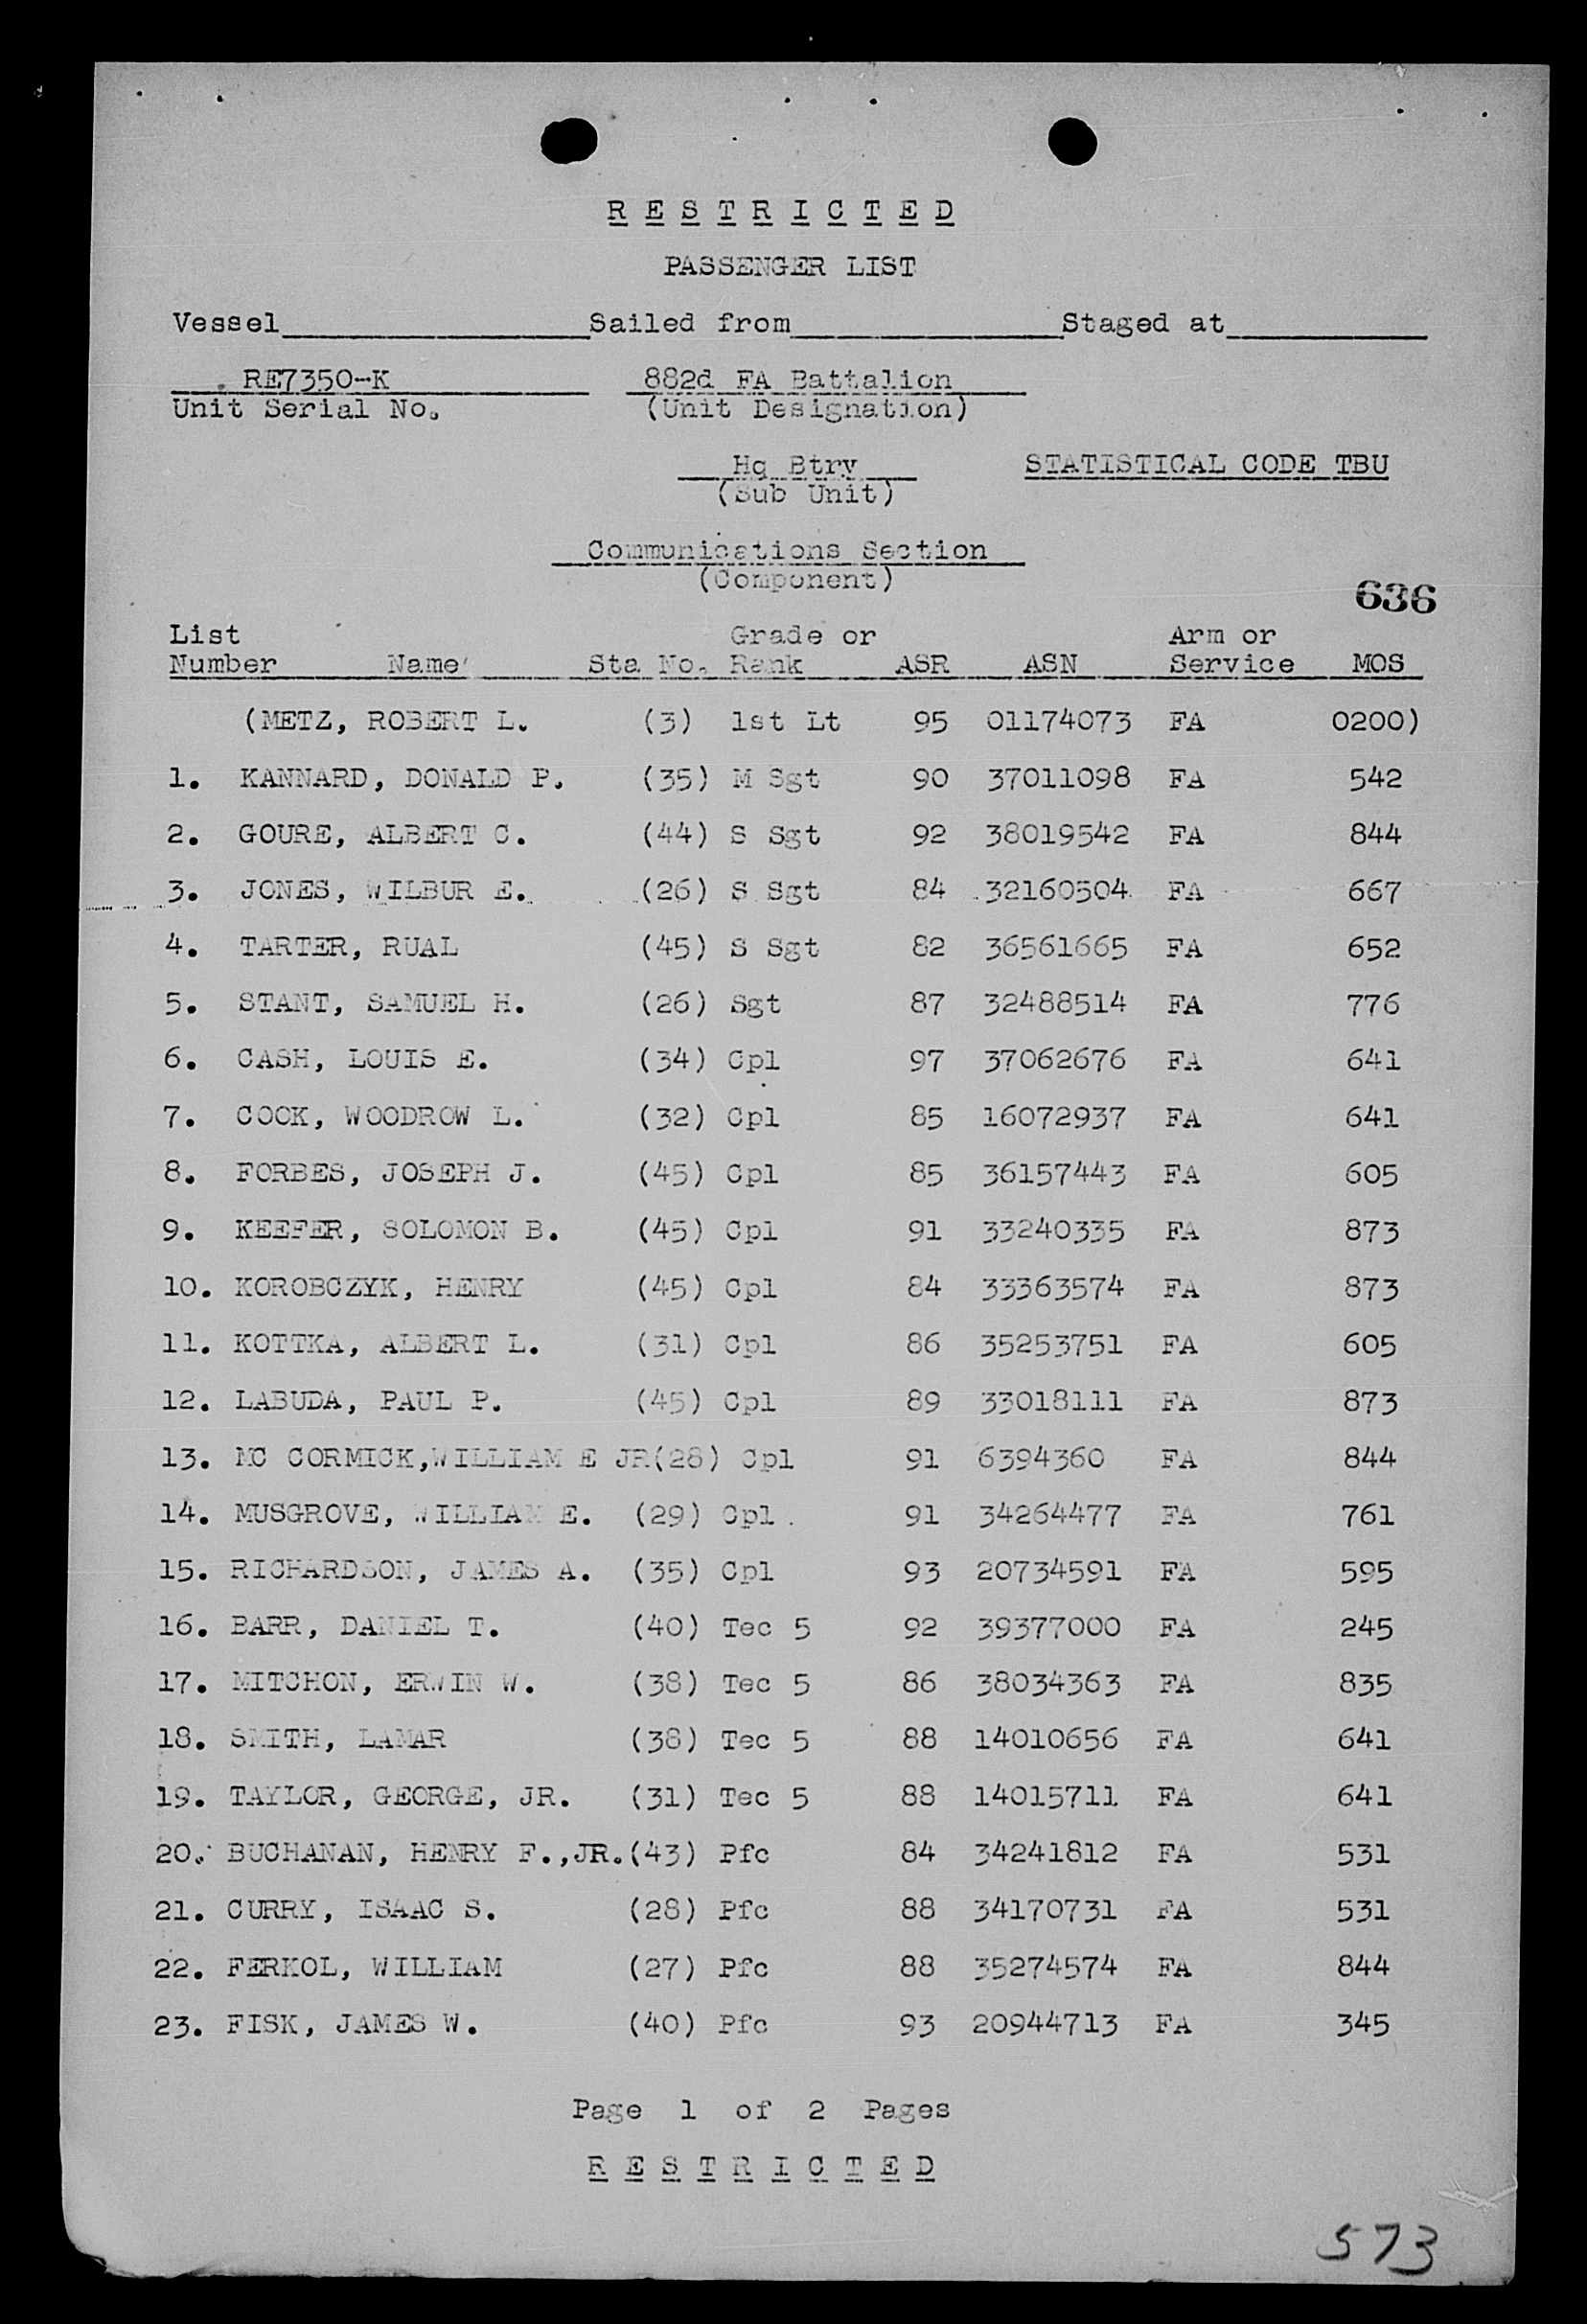 RESTRICTED
PASSENGER LIST
Vessel Sailed from Staged at
RE7350-K 882d FA Battalion
Unit Serial No. (Unit Designation)
Hq Btry STATISTICAL CODE TBU
(Sub Unit)
Communications Section
(Component)
636
List Grade or Arm or
Number Name Sta No. Rank ASR ASN Service MOS
(METZ, ROBERT L. (3) 1st Lt 95 01174073 FA 0200)
1. KANNARD, DONALD P. (35) M Sgt 90 37011098 FA 542
2. GOURE, ALBERT C. (44) S Sgt 92 38019542 FA 844
3. JONES, WILBUR E. (26) S Sgt 84 32160504 FA 667
4. TARTER, RUAL (45) S Sgt 82 36561665 FA 652
5. STANT, SAMUEL H. (26) Sgt 87 32488514 FA 776
6. CASH, LOUIS E. (34) Cpl 97 37062676 FA 641
7. COOK, WOODROW L. (32) Cpl 85 16072937 FA 641
8. FORBES, JOSEPH J. (45) Cpl 85 36157443 FA 605
9. KEEFER, SOLOMON B. (45) Cpl 91 33240335 FA 873
10. KOROBCZYK, HENRY (45) Cpl 84 33363574 FA 873
11. KOTTKA, ALBERT L. (31) Cpl 86 35253751 FA 605
12. LABUDA, PAUL P. (45) Cpl 89 33018111 FA 873
13. MC CORMICK,WILLIAM E JR(28) Cpl 91 6394360 FA 844
14. MUSGROVE, WILLIAM E. (29) Cpl 91 34264477 FA 761
15. RICHARDSON, JAMES A. (35) Cpl 93 20734591 FA 595
16. BARR, DANIEL T. (40) Tec 5 92 39377000 FA 245
17. MITCHON, ERWIN W. (38) Tec 5 86 38034363 FA 835
18. SMITH, LAMAR (38) Tec 5 88 14010656 FA 641
19. TAYLOR, GEORGE, JR. (31) Tec 5 88 14015711 FA 641
20. BUCHANAN, HENRY F.,JR.(43) Pfc 84 34241812 FA 531
21. CURRY, ISAAC S. (28) Pfc 88 34170731 FA 531
22. FERKOL, WILLIAM (27) Pfc 88 35274574 FA 844
23. FISK, JAMES W. (40) Pfc 93 20944713 FA 345
Page 1 of 2 Pages
RESTRICTED
573